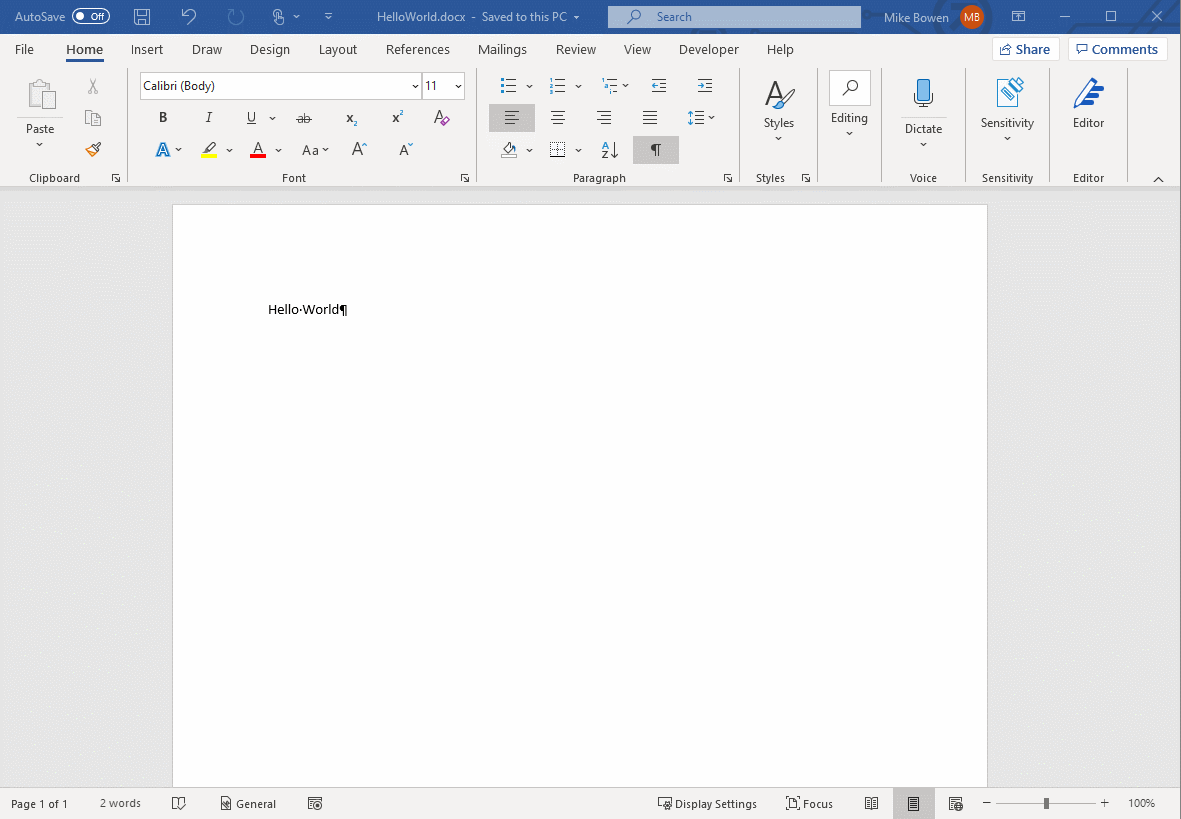 AutoSave Off HelloWorld.docx - Saved to this PC Search Mike Bowen MB
File Home Insert Draw Design Layout References Mailings Review View Developer Help Share Comments
Calibri (Body) 11
Paste
B I U ab x₂ x² A
A A Aa A A
A Z ¶
Styles
Editing
Dictate
Sensitivity
Editor
Clipboard Font Paragraph Styles Voice Sensitivity Editor
Hello·World¶
Page 1 of 1 2 words General Display Settings Focus 100%